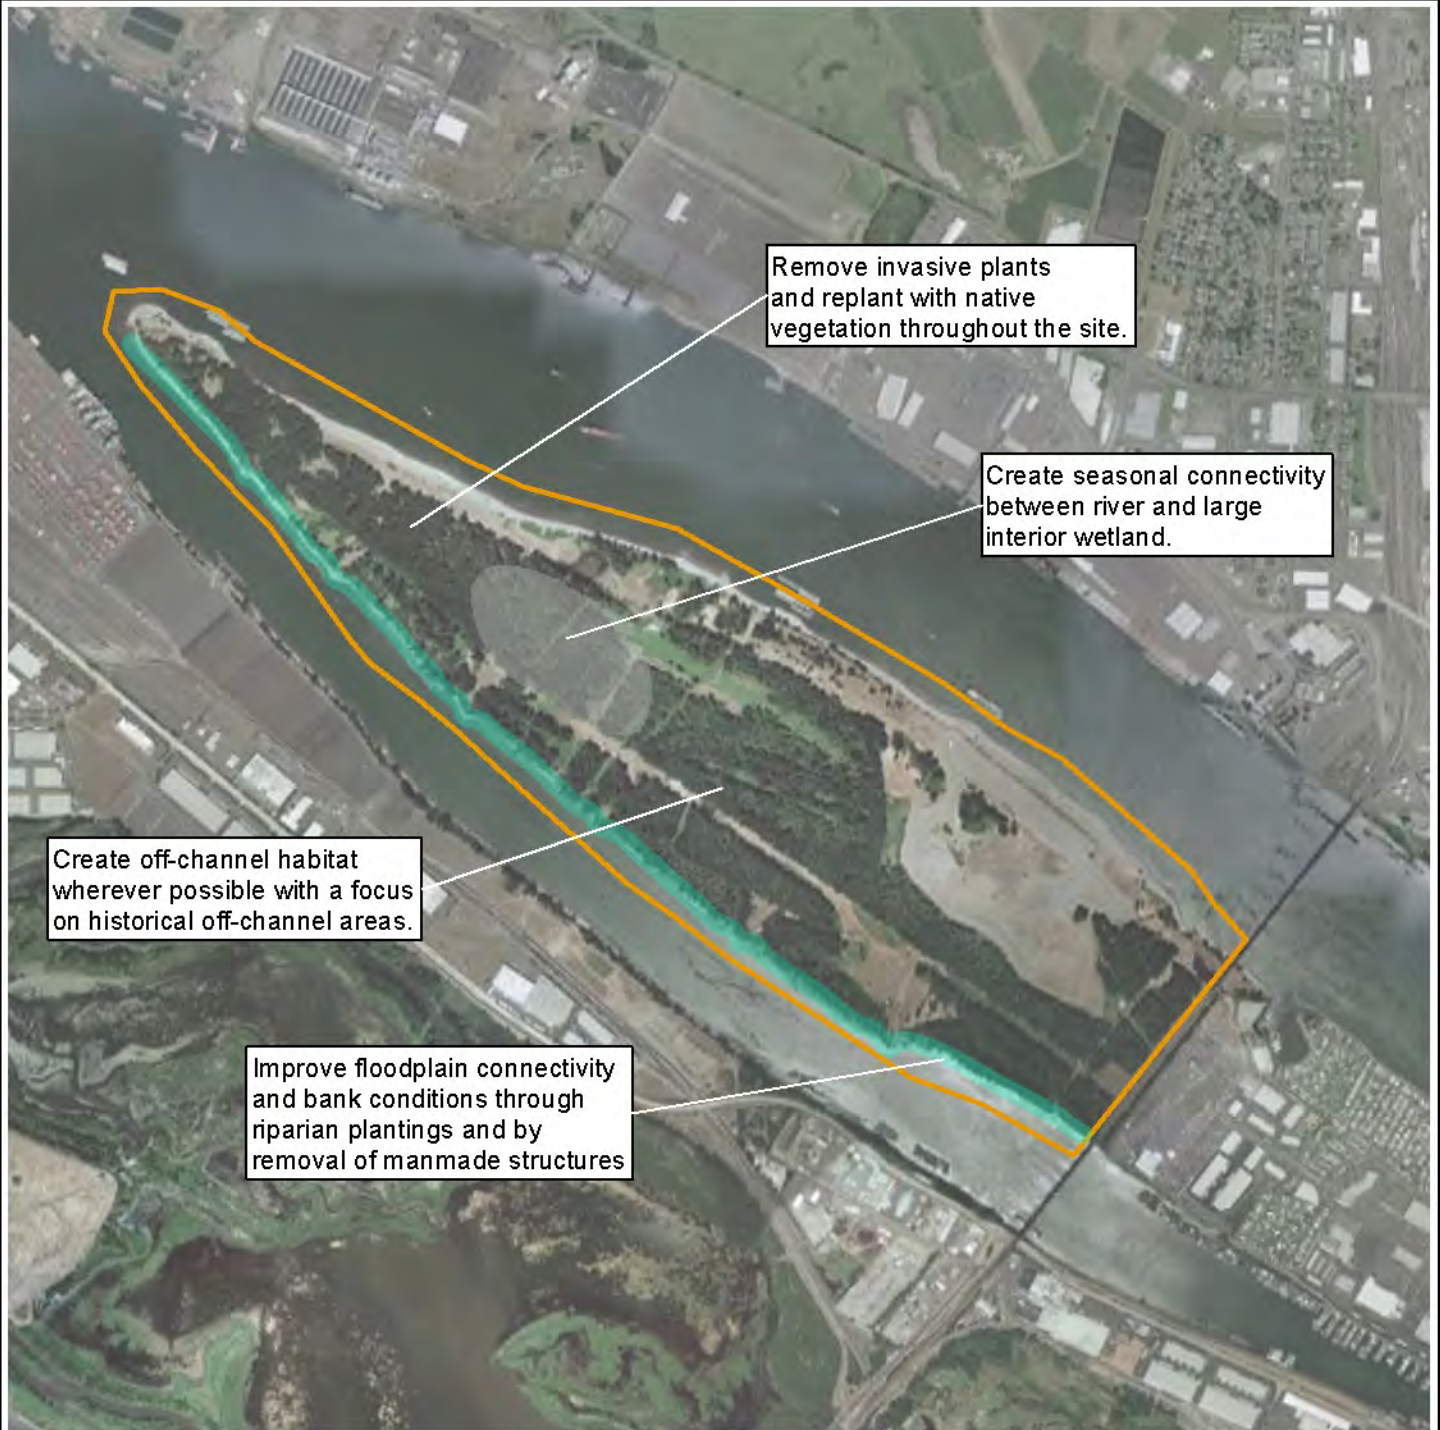 Remove invasive plants
and replant with native
vegetation throughout the site.
Create seasonal connectivity
between river and large
interior wetland.
Create off-channel habitat
wherever possible with a focus
on historical off-channel areas.
Improve floodplain connectivity
and bank conditions through
riparian plantings and by
removal of manmade structures